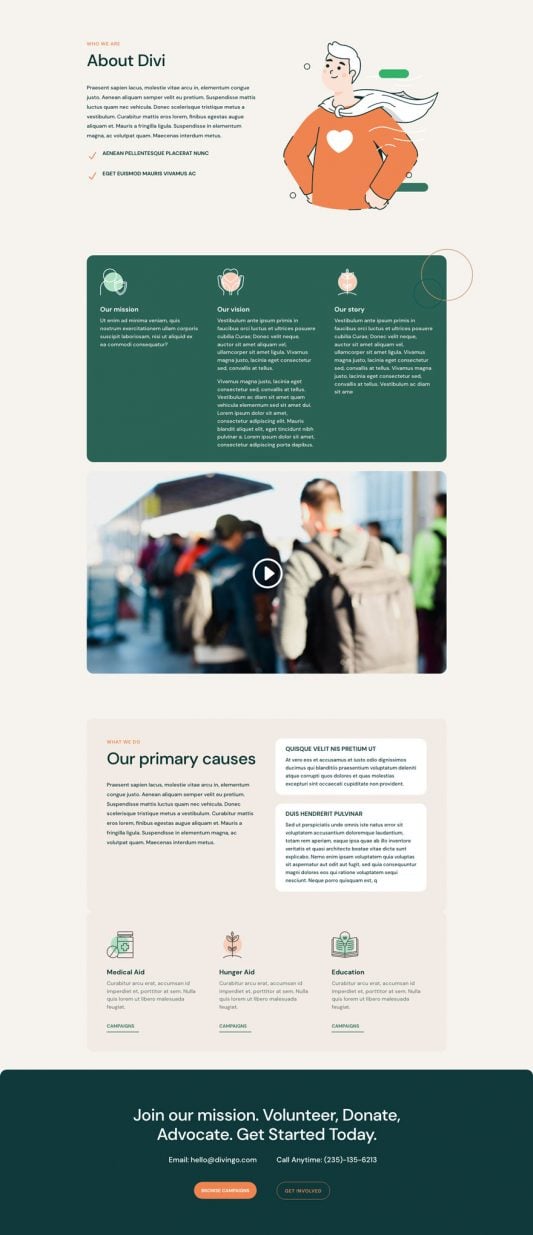 WHO WE ARE
About Divi
Praesent sapien lacus, molestie vitae arcu in, elementum congue
justo. Aenean aliquam semper velit eu pretium. Suspendisse mattis
luctus quam nec vehicula. Donec scelerisque tristique metus a
vestibulum. Curabitur mattis eros lorem, finibus egestas augue
aliquam et. Mauris a fringilla ligula. Suspendisse in elementum
magna, ac volutpat quam. Maecenas interdum metus.
AENEAN PELLENTESQUE PLACERAT NUNC
EGET EUISMOD MAURIS VIVAMUS AC
Our mission
Ut enim ad minima veniam, quis
nostrum exercitationem ullam corporis
suscipit laboriosam, nisi ut aliquid ex
ea commodi consequatur?
Our vision
Vestibulum ante ipsum primis in
faucibus orci luctus et ultrices posuere
cubilia Curae; Donec velit neque,
auctor sit amet aliquam vel,
ullamcorper sit amet ligula. Vivamus
magna justo, lacinia eget consectetur
sed, convallis at tellus.
Vivamus magna justo, lacinia eget
consectetur sed, convallis at tellus.
Vestibulum ac diam sit amet quam
vehicula elementum sed sit amet dui.
Lorem ipsum dolor sit amet,
consectetur adipiscing elit. Mauris
blandit aliquet elit, eget tincidunt nibh
pulvinar a. Lorem ipsum dolor sit amet,
consectetur adipiscing porta dapibus.
Our story
Vestibulum ante ipsum primis in
faucibus orci luctus et ultrices posuere
cubilia Curae; Donec velit neque,
auctor sit amet aliquam vel,
ullamcorper sit amet ligula. Vivamus
magna justo, lacinia eget consectetur
sed, convallis at tellus. Vivamus magna
justo, lacinia eget consectetur sed,
convallis at tellus. Vestibulum ac diam
sit ame
WHAT WE DO
Our primary causes
Praesent sapien lacus, molestie vitae arcu in, elementum
congue justo. Aenean aliquam semper velit eu pretium.
Suspendisse mattis luctus quam nec vehicula. Donec
scelerisque tristique metus a vestibulum. Curabitur mattis
eros lorem, finibus egestas augue aliquam et. Mauris a
fringilla ligula. Suspendisse in elementum magna, ac
volutpat quam. Maecenas interdum metus.
QUISQUE VELIT NIS PRETIUM UT
At vero eos et accusamus et iusto odio dignissimos
ducimus qui blanditiis praesentium voluptatum deleniti
atque corrupti quos dolores et quas molestias
excepturi sint occaecati cupiditate non provident.
DUIS HENDRERIT PULVINAR
Sed ut perspiciatis unde omnis iste natus error sit
voluptatem accusantium doloremque laudantium,
totam rem aperiam, eaque ipsa quae ab illo inventore
veritatis et quasi architecto beatae vitae dicta sunt
explicabo. Nemo enim ipsam voluptatem quia voluptas
sit aspernatur aut odit aut fugit, sed quia consequuntur
magni dolores eos qui ratione voluptatem sequi
nesciunt. Neque porro quisquam est, q
Medical Aid
Curabitur arcu erat, accumsan id
imperdiet et, porttitor at sem. Nulla
quis lorem ut libero malesuada
feugiat.
CAMPAIGNS
Hunger Aid
Curabitur arcu erat, accumsan id
imperdiet et, porttitor at sem. Nulla
quis lorem ut libero malesuada
feugiat.
CAMPAIGNS
Education
Curabitur arcu erat, accumsan id
imperdiet et, porttitor at sem. Nulla
quis lorem ut libero malesuada
feugiat.
CAMPAIGNS
Join our mission. Volunteer, Donate,
Advocate. Get Started Today.
Email: hello@divingo.com
Call Anytime: (235)-135-6213
BROWSE CAMPAIGNS
GET INVOLVED